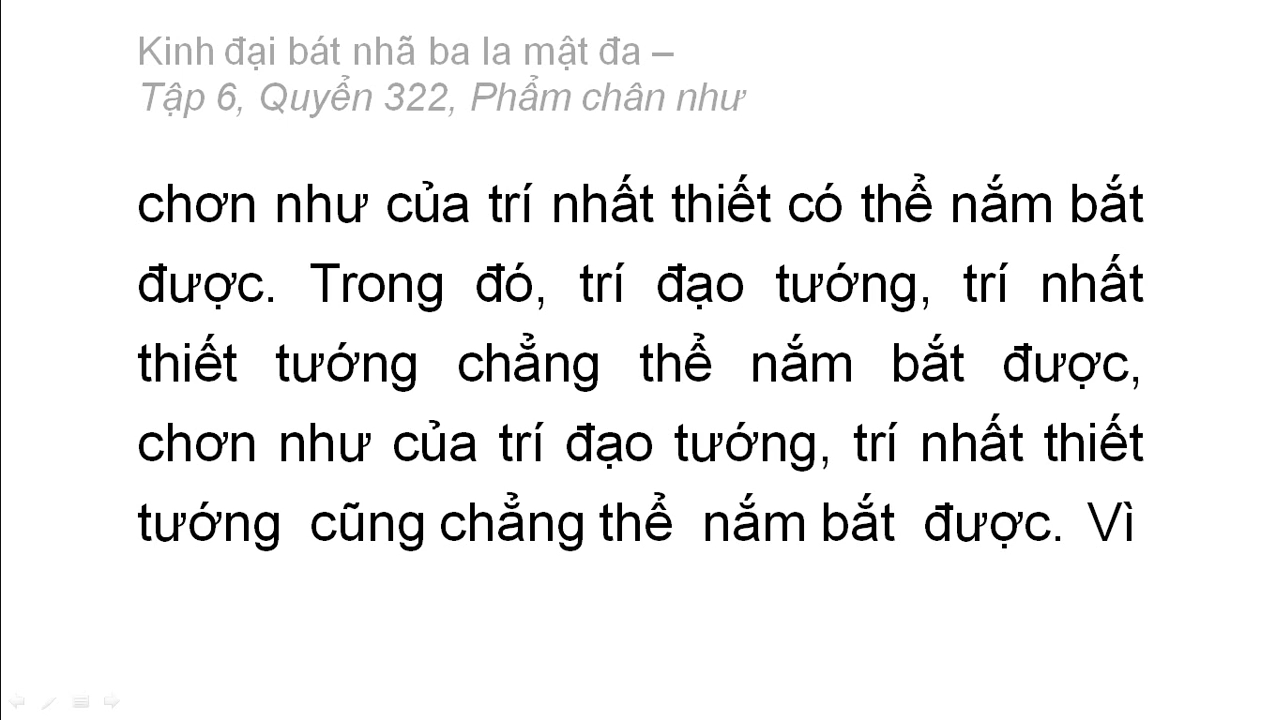 Kinh đại bát nhã ba la mật đa –
Tập 6, Quyển 322, Phẩm chân như
chơn như của trí nhất thiết có thể nắm bắt
được. Trong đó, trí đạo tướng, trí nhất
thiết tướng chẳng thể nắm bắt được,
chơn như của trí đạo tướng, trí nhất thiết
tướng cũng chẳng thể nắm bắt được. Vì